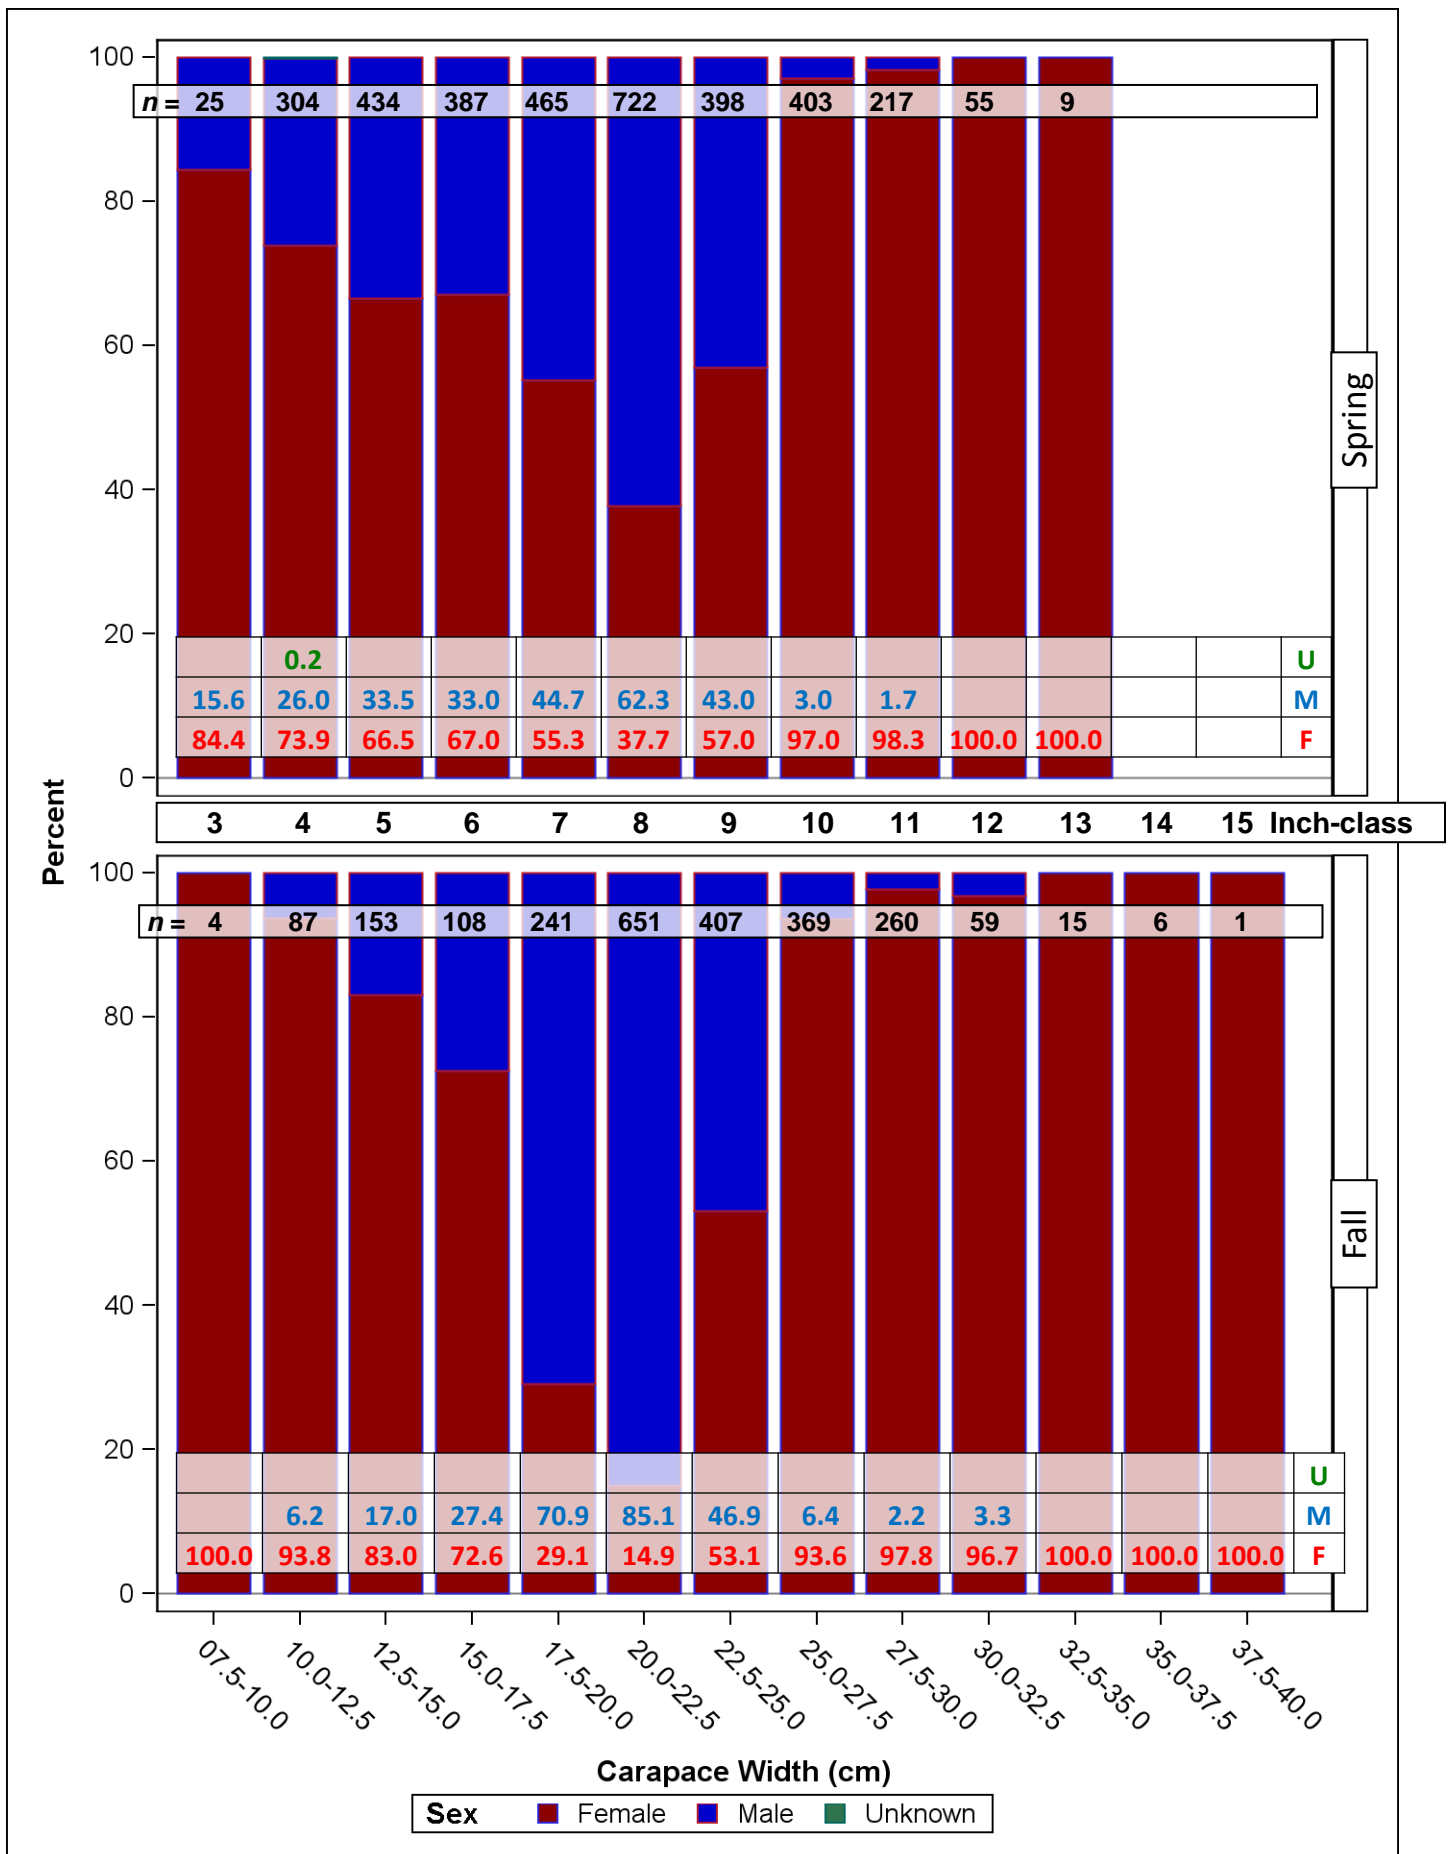 100
n = 25 304 434 387 465 722 398 403 217 55 9
80
60
Spring
40
20
0.2 U
15.6 26.0 33.5 33.0 44.7 62.3 43.0 3.0 1.7 M
84.4 73.9 66.5 67.0 55.3 37.7 57.0 97.0 98.3 100.0 100.0 F
0
Percent
3 4 5 6 7 8 9 10 11 12 13 14 15 Inch-class
100
n = 4 87 153 108 241 651 407 369 260 59 15 6 1
80
60
Fall
40
20
U
6.2 17.0 27.4 70.9 85.1 46.9 6.4 2.2 3.3 M
100.0 93.8 83.0 72.6 29.1 14.9 53.1 93.6 97.8 96.7 100.0 100.0 100.0 F
0
07.5-10.0 10.0-12.5 12.5-15.0 15.0-17.5 17.5-20.0 20.0-22.5 22.5-25.0 25.0-27.5 27.5-30.0 30.0-32.5 32.5-35.0 35.0-37.5 37.5-40.0
Carapace Width (cm)
Sex Female Male Unknown